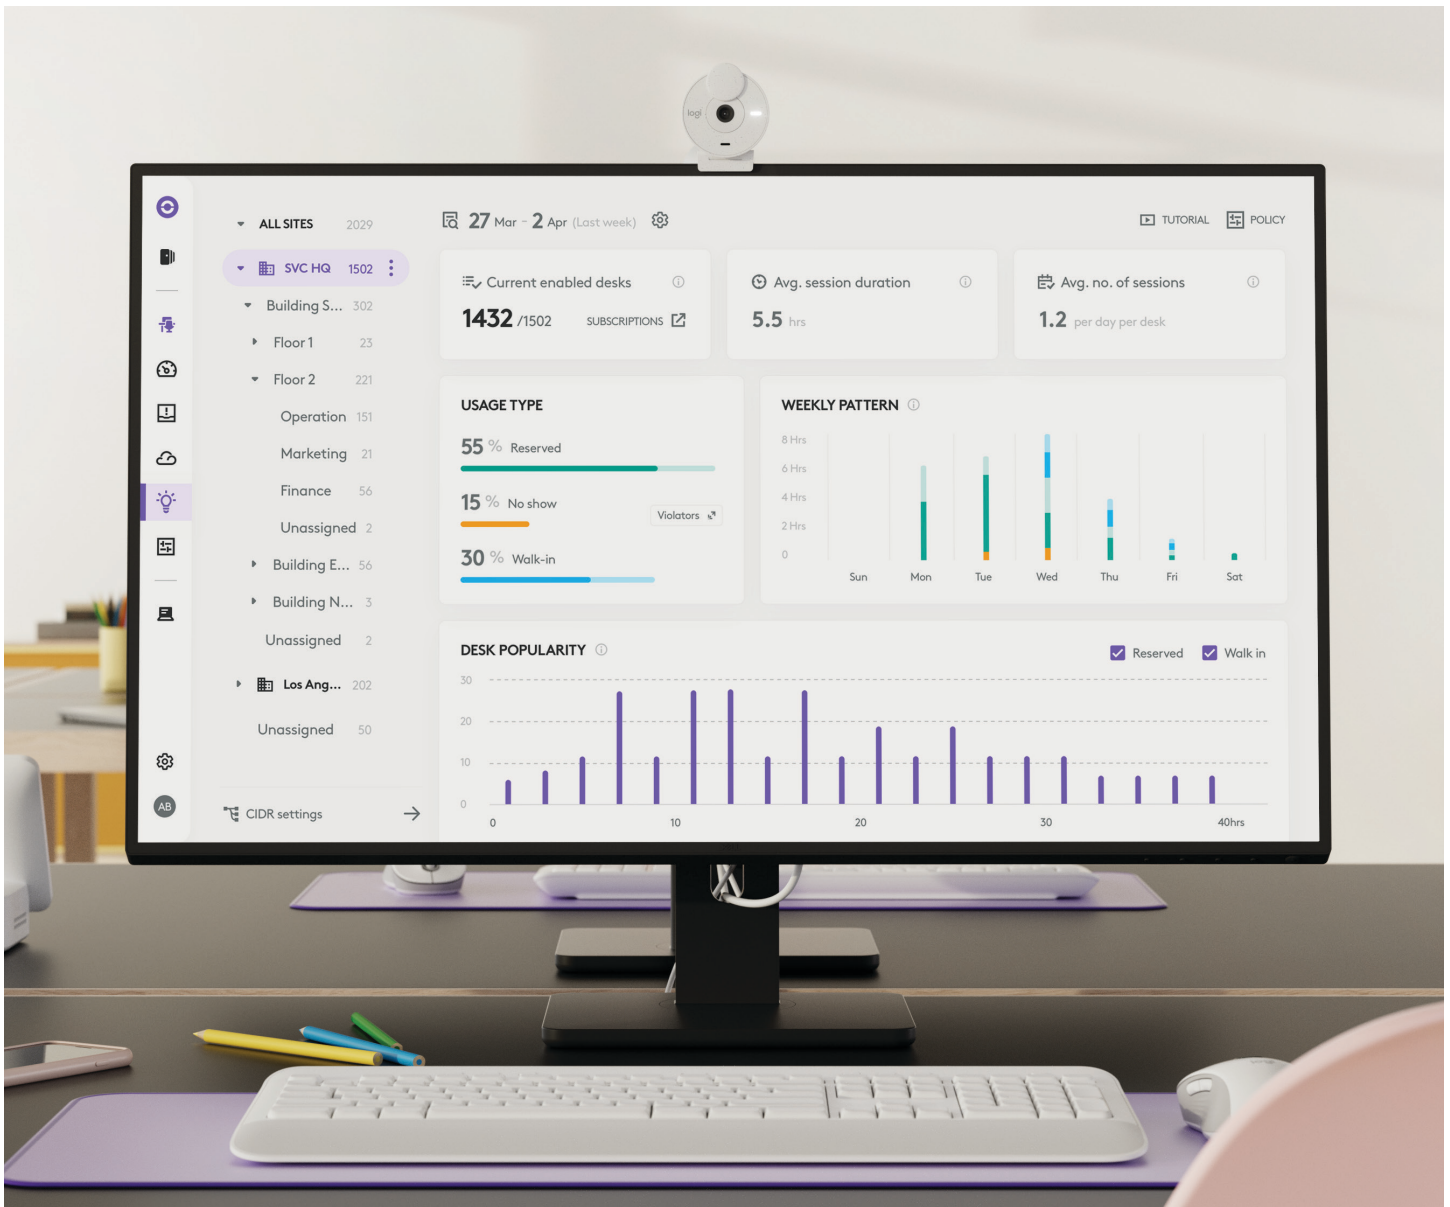 logi
ALL SITES 2029
SVC HQ 1502
Building S... 302
Floor 1 23
Floor 2 221
Operation 151
Marketing 21
Finance 56
Unassigned 2
Building E... 56
Building N... 3
Unassigned 2
Los Ang... 202
Unassigned 50
CIDR settings
AB
27 Mar - 2 Apr (Last week)
TUTORIAL POLICY
Current enabled desks
1432 /1502 SUBSCRIPTIONS
Avg. session duration
5.5 hrs
Avg. no. of sessions
1.2 per day per desk
USAGE TYPE
55 % Reserved
15 % No show
Violators
30 % Walk-in
WEEKLY PATTERN
8 Hrs
6 Hrs
4 Hrs
2 Hrs
0
Sun Mon Tue Wed Thu Fri Sat
DESK POPULARITY
Reserved Walk in
30
20
10
0
0 10 20 30 40hrs